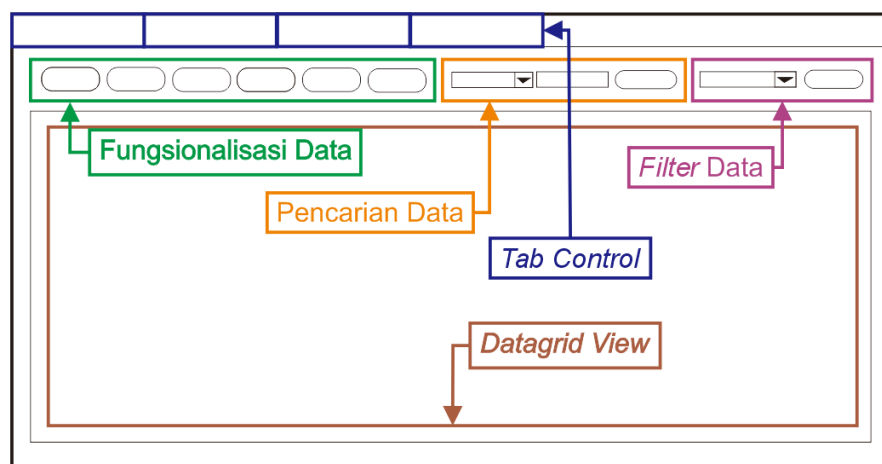 Fungsionalisasi Data
Filter Data
Pencarian Data
Tab Control
Datagrid View